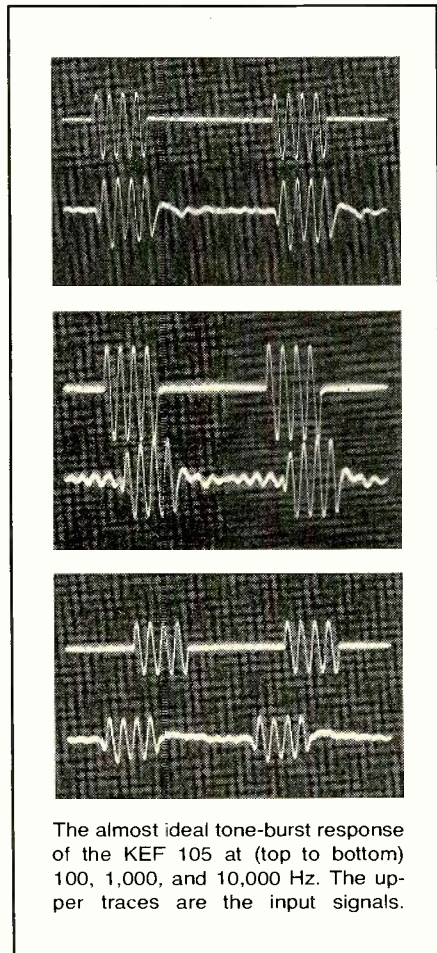 The almost ideal tone-burst response
of the KEF 105 at (top to bottom)
100, 1,000, and 10,000 Hz. The up-
per traces are the input signals.